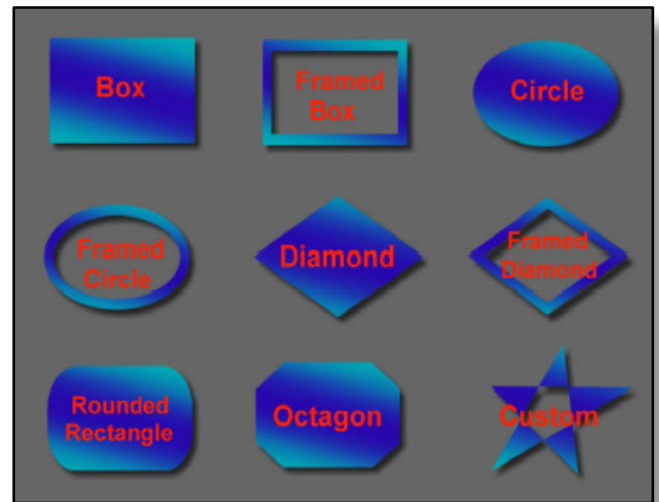 Box
Framed
Box
Circle
Framed
Circle
Diamond
Framed
Diamond
Rounded
Rectangle
Octagon
Custom